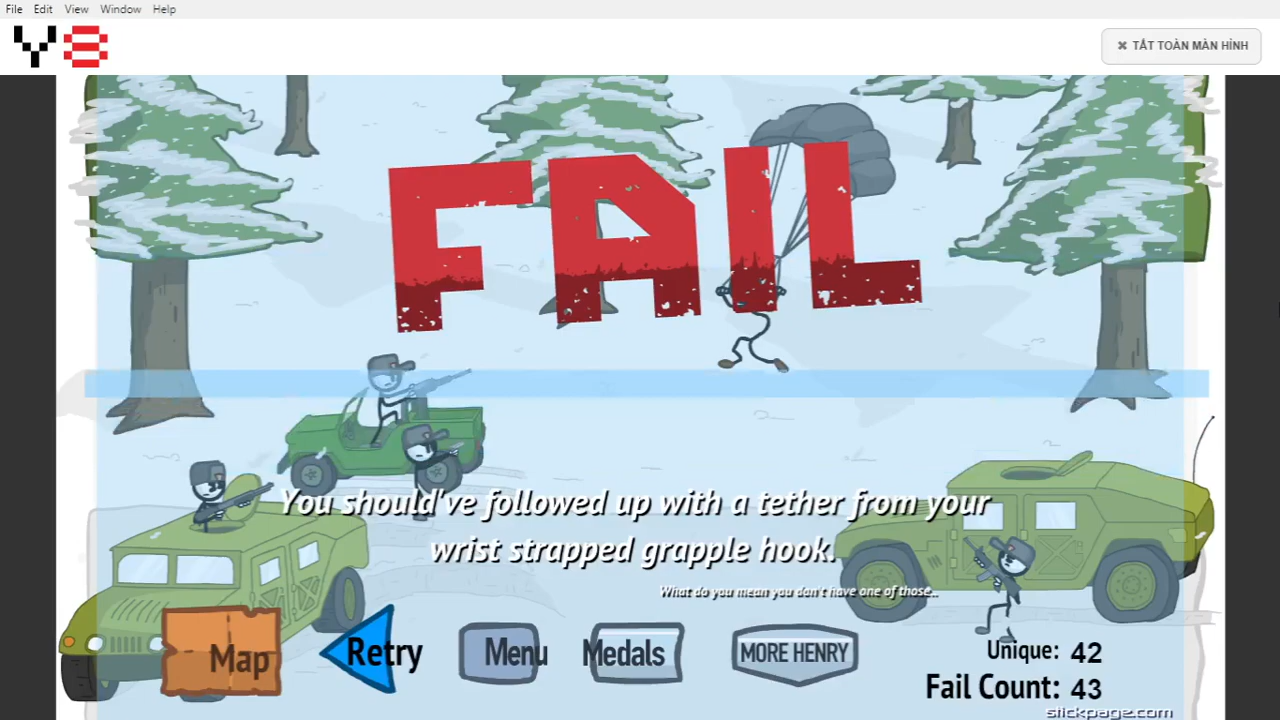 File Edit View Window Help
Y8
✖ TẮT TOÀN MÀN HÌNH
FAIL
You should've followed up with a tether from your
wrist strapped grapple hook.
What do you mean you don't have one of those..
Map Retry Menu Medals MORE HENRY
Unique: 42
Fail Count: 43
stickpage.com